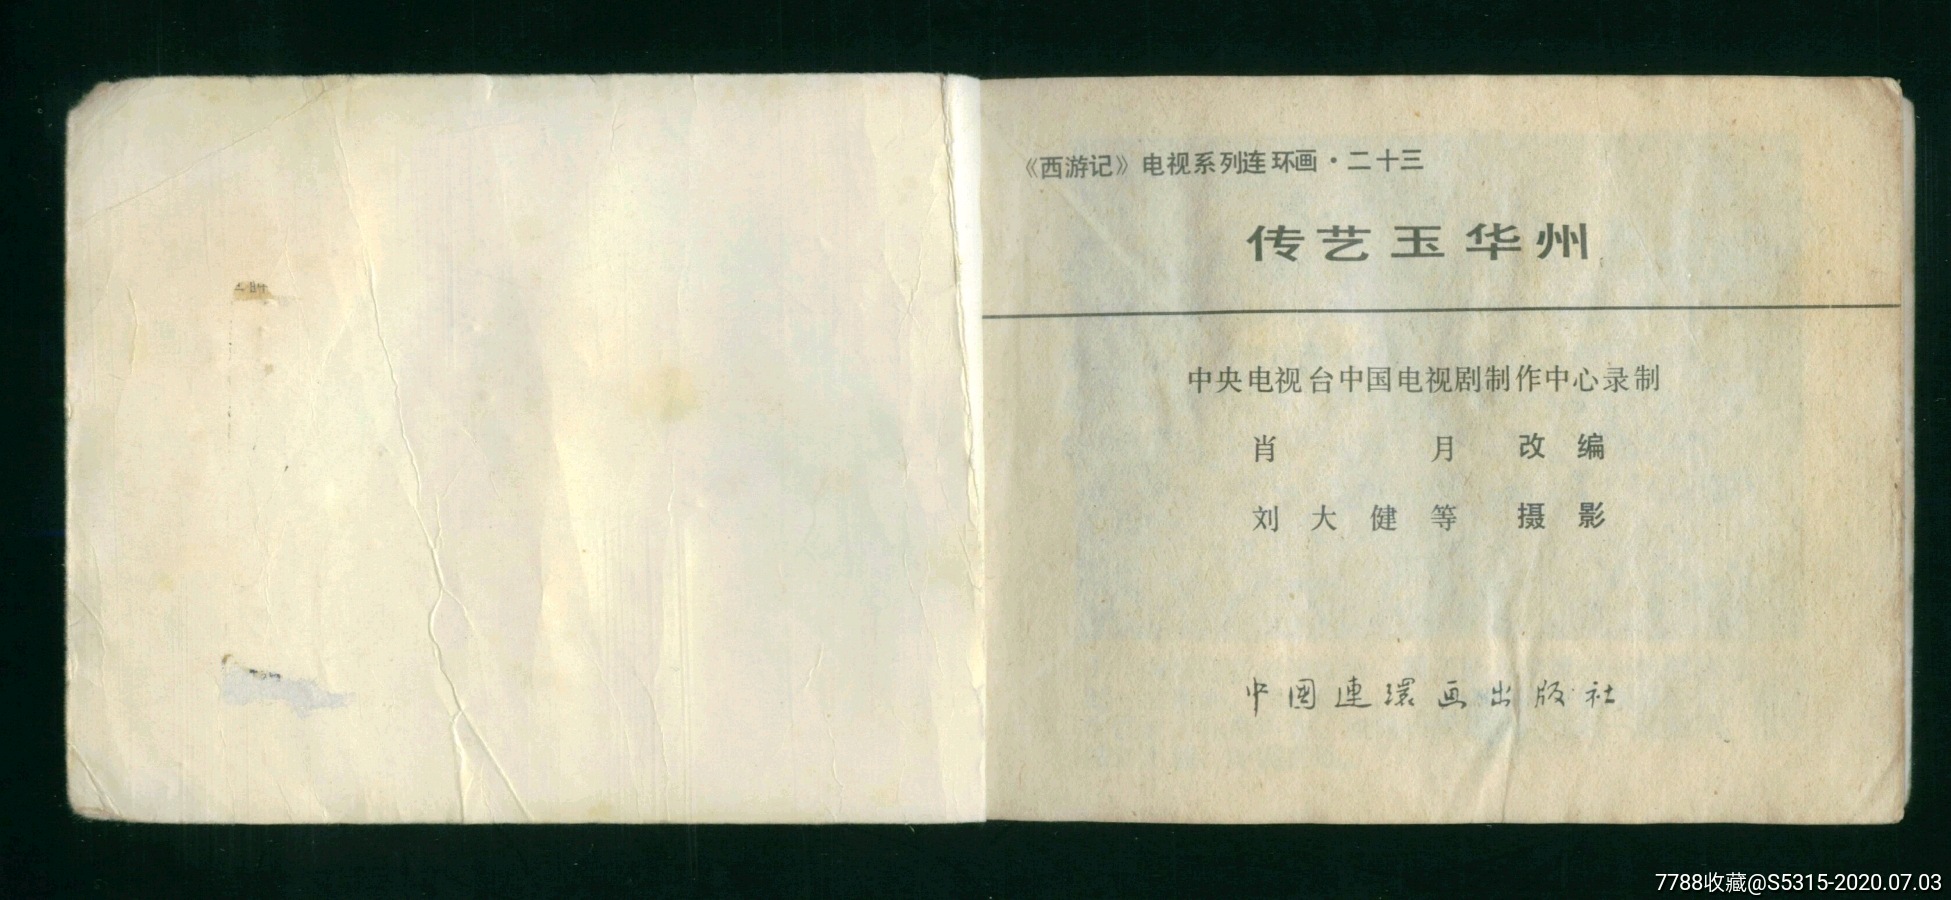 《西游记》电视系列连环画·二十三
传艺玉华州
中央电视台中国电视剧制作中心录制
肖 月 改编
刘大健等 摄影
中国連環画出版社
7788收藏@S5315-2020.07.03